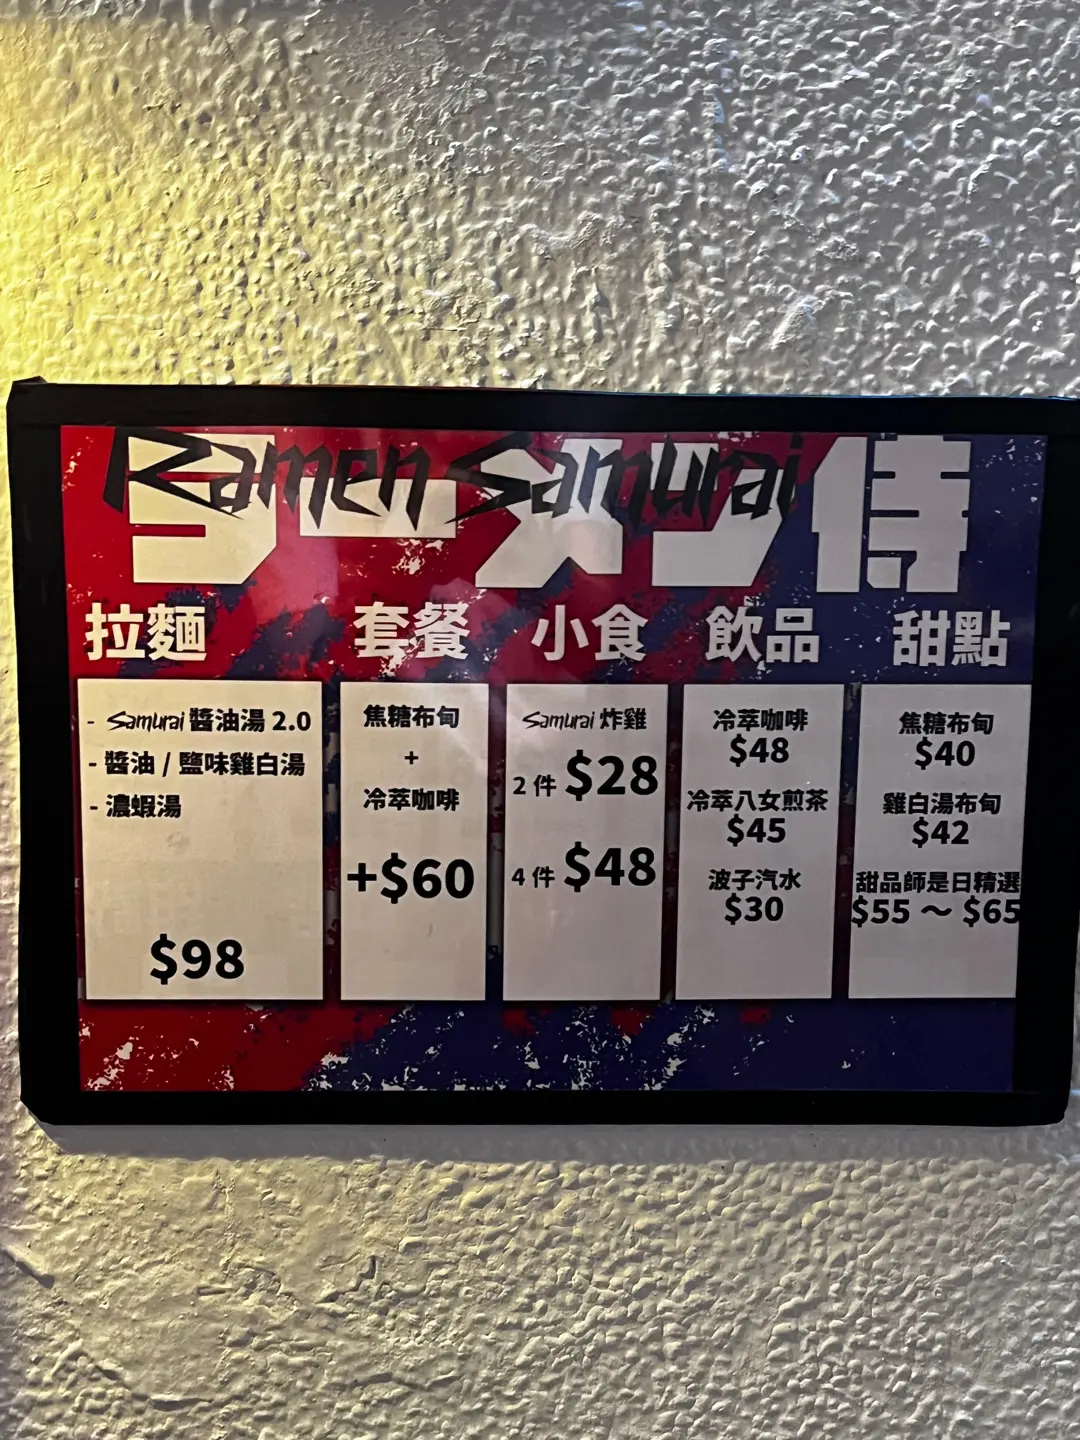 Ramen Samurai
ラーメン侍
拉麵
- Samurai 醬油湯 2.0
- 醬油 / 鹽味雞白湯
- 濃蝦湯
$98
套餐
焦糖布甸
+
冷萃咖啡
+$60
小食
Samurai 炸雞
2 件 $28
4 件 $48
飲品
冷萃咖啡
$48
冷萃八女煎茶
$45
波子汽水
$30
甜點
焦糖布甸
$40
雞白湯布甸
$42
甜品師是日精選
$55 ～ $65